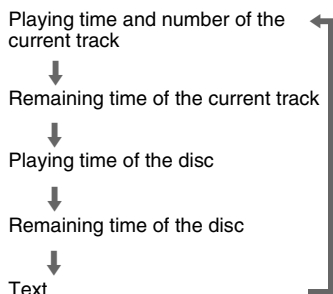 Playing time and number of the
current track
Remaining time of the current track
Playing time of the disc
Remaining time of the disc
Text